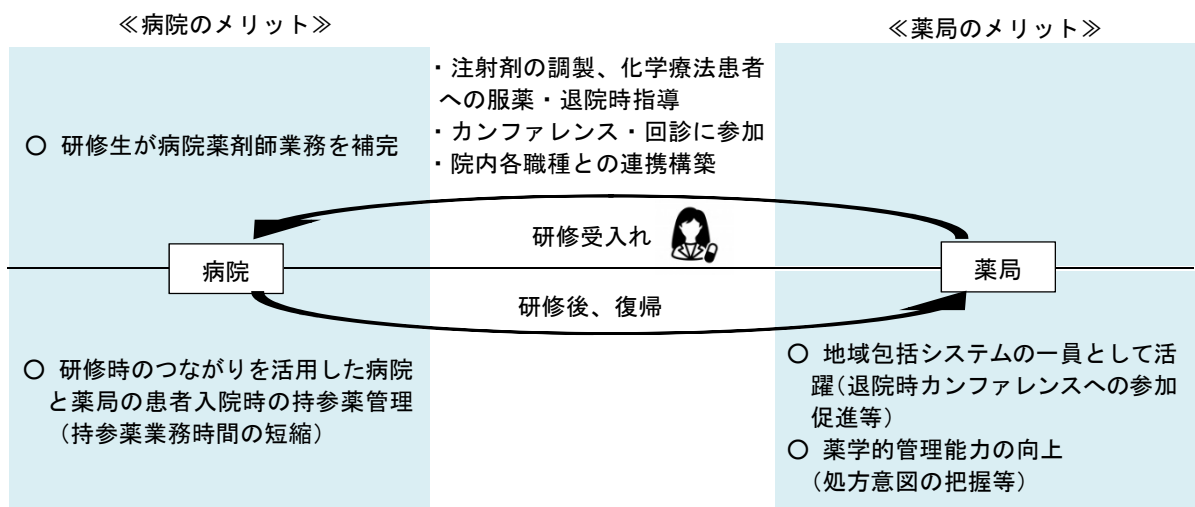 ≪病院のメリット≫
≪薬局のメリット≫
○ 研修生が病院薬剤師業務を補完
・注射剤の調製、化学療法患者
への服薬・退院時指導
・カンファレンス・回診に参加
・院内各職種との連携構築
研修受入れ
病院
薬局
研修後、復帰
○ 研修時のつながりを活用した病院
と薬局の患者入院時の持参薬管理
（持参薬業務時間の短縮）
○ 地域包括システムの一員として活
躍（退院時カンファレンスへの参加
促進等）
○ 薬学的管理能力の向上
（処方意図の把握等）